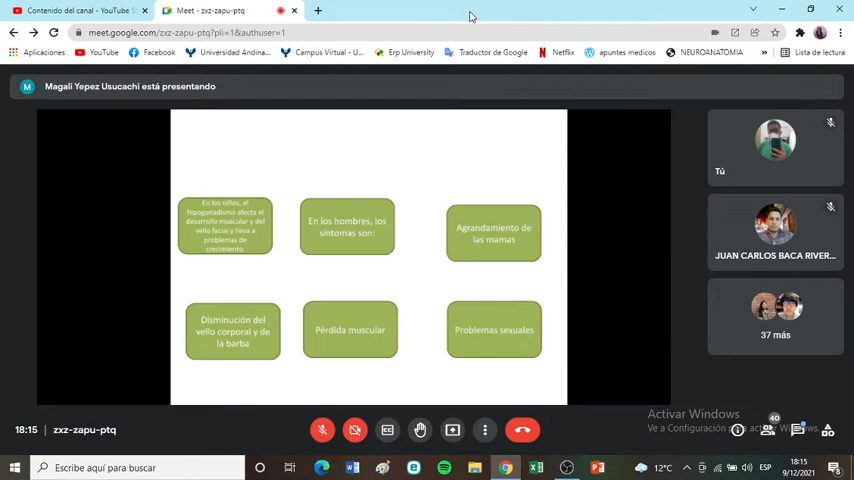 Contenido del canal - YouTube S
Meet - zxz-zapu-ptq
meet.google.com/zxz-zapu-ptq?pli=1&authuser=1
Aplicaciones
YouTube
Facebook
Universidad Andina...
Campus Virtual - U...
Erp University
Traductor de Google
Netflix
apuntes medicos
NEUROANATOMIA
Lista de lectura
M
Magali Yepez Usucachi está presentando
En los niños, el
hipogonadismo afecta el
desarrollo muscular y del
vello facial y lleva a
problemas de
crecimiento.
En los hombres, los
síntomas son:
Agrandamiento de
las mamas
Disminución del
vello corporal y de
la barba
Pérdida muscular
Problemas sexuales
Tú
JUAN CARLOS BACA RIVER...
37 más
Activar Windows
Ve a Configuración para activar Windows.
18:15
zxz-zapu-ptq
40
Escribe aquí para buscar
12°C
ESP
18:15
9/12/2021